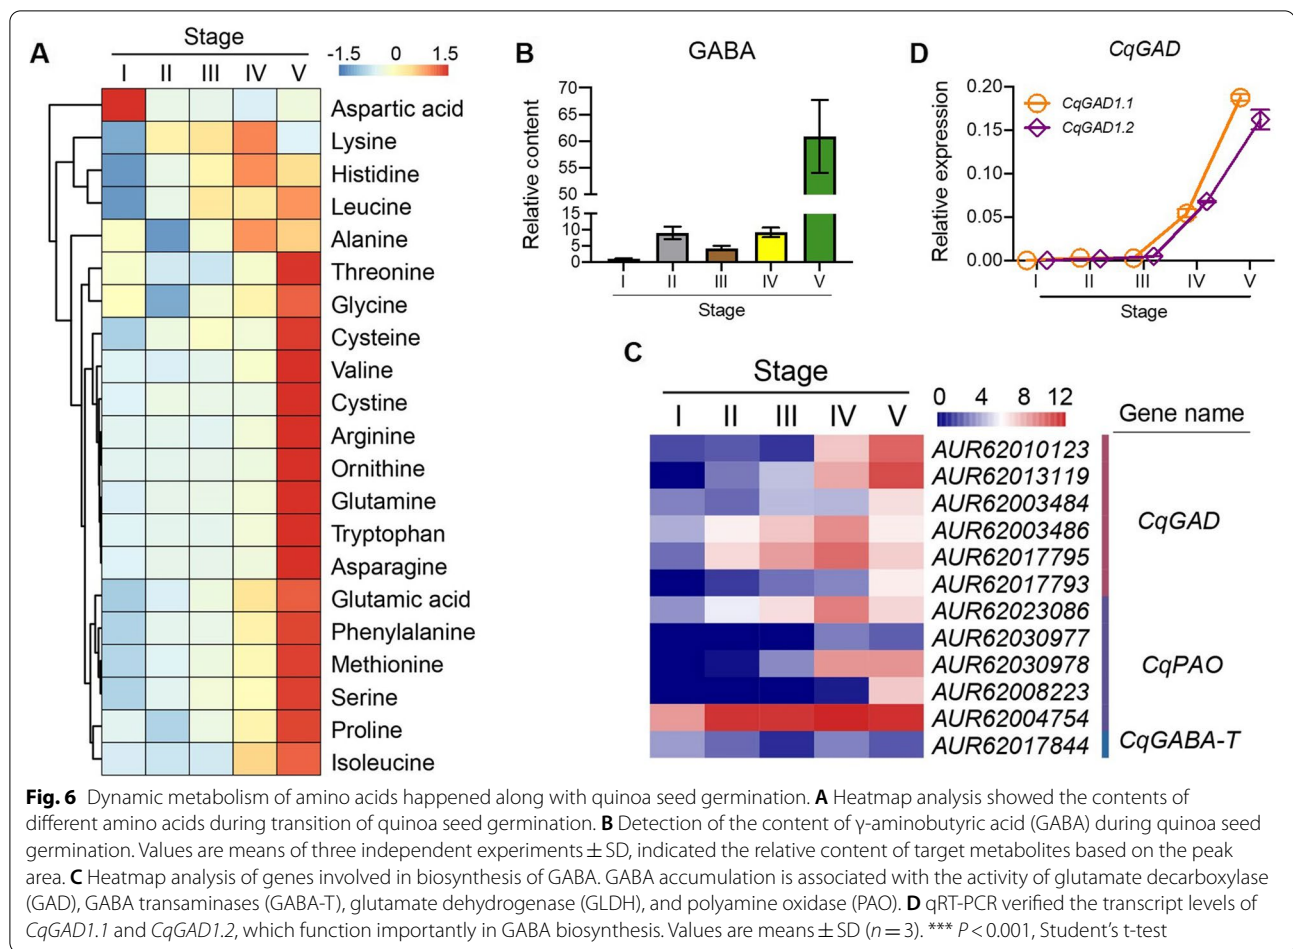 A
Stage
-1.5 0 1.5
I II III IV V
Aspartic acid
Lysine
Histidine
Leucine
Alanine
Threonine
Glycine
Cysteine
Valine
Cystine
Arginine
Ornithine
Glutamine
Tryptophan
Asparagine
Glutamic acid
Phenylalanine
Methionine
Serine
Proline
Isoleucine
B
GABA
Relative content
70
65
60
55
50
15
10
5
0
I II III IV V
Stage
D
CqGAD
Relative expression
0.20
0.15
0.10
0.05
0.00
CqGAD1.1
CqGAD1.2
I II III IV V
Stage
C
Stage
I II III IV V
0 4 8 12
Gene name
AUR62010123
AUR62013119
AUR62003484
AUR62003486
AUR62017795
AUR62017793
AUR62023086
AUR62030977
AUR62030978
AUR62008223
AUR62004754
AUR62017844
CqGAD
CqPAO
CqGABA-T
Fig. 6 Dynamic metabolism of amino acids happened along with quinoa seed germination. A Heatmap analysis showed the contents of
different amino acids during transition of quinoa seed germination. B Detection of the content of γ-aminobutyric acid (GABA) during quinoa seed
germination. Values are means of three independent experiments ± SD, indicated the relative content of target metabolites based on the peak
area. C Heatmap analysis of genes involved in biosynthesis of GABA. GABA accumulation is associated with the activity of glutamate decarboxylase
(GAD), GABA transaminases (GABA-T), glutamate dehydrogenase (GLDH), and polyamine oxidase (PAO). D qRT-PCR verified the transcript levels of
CqGAD1.1 and CqGAD1.2, which function importantly in GABA biosynthesis. Values are means ± SD (n = 3). *** P < 0.001, Student's t-test